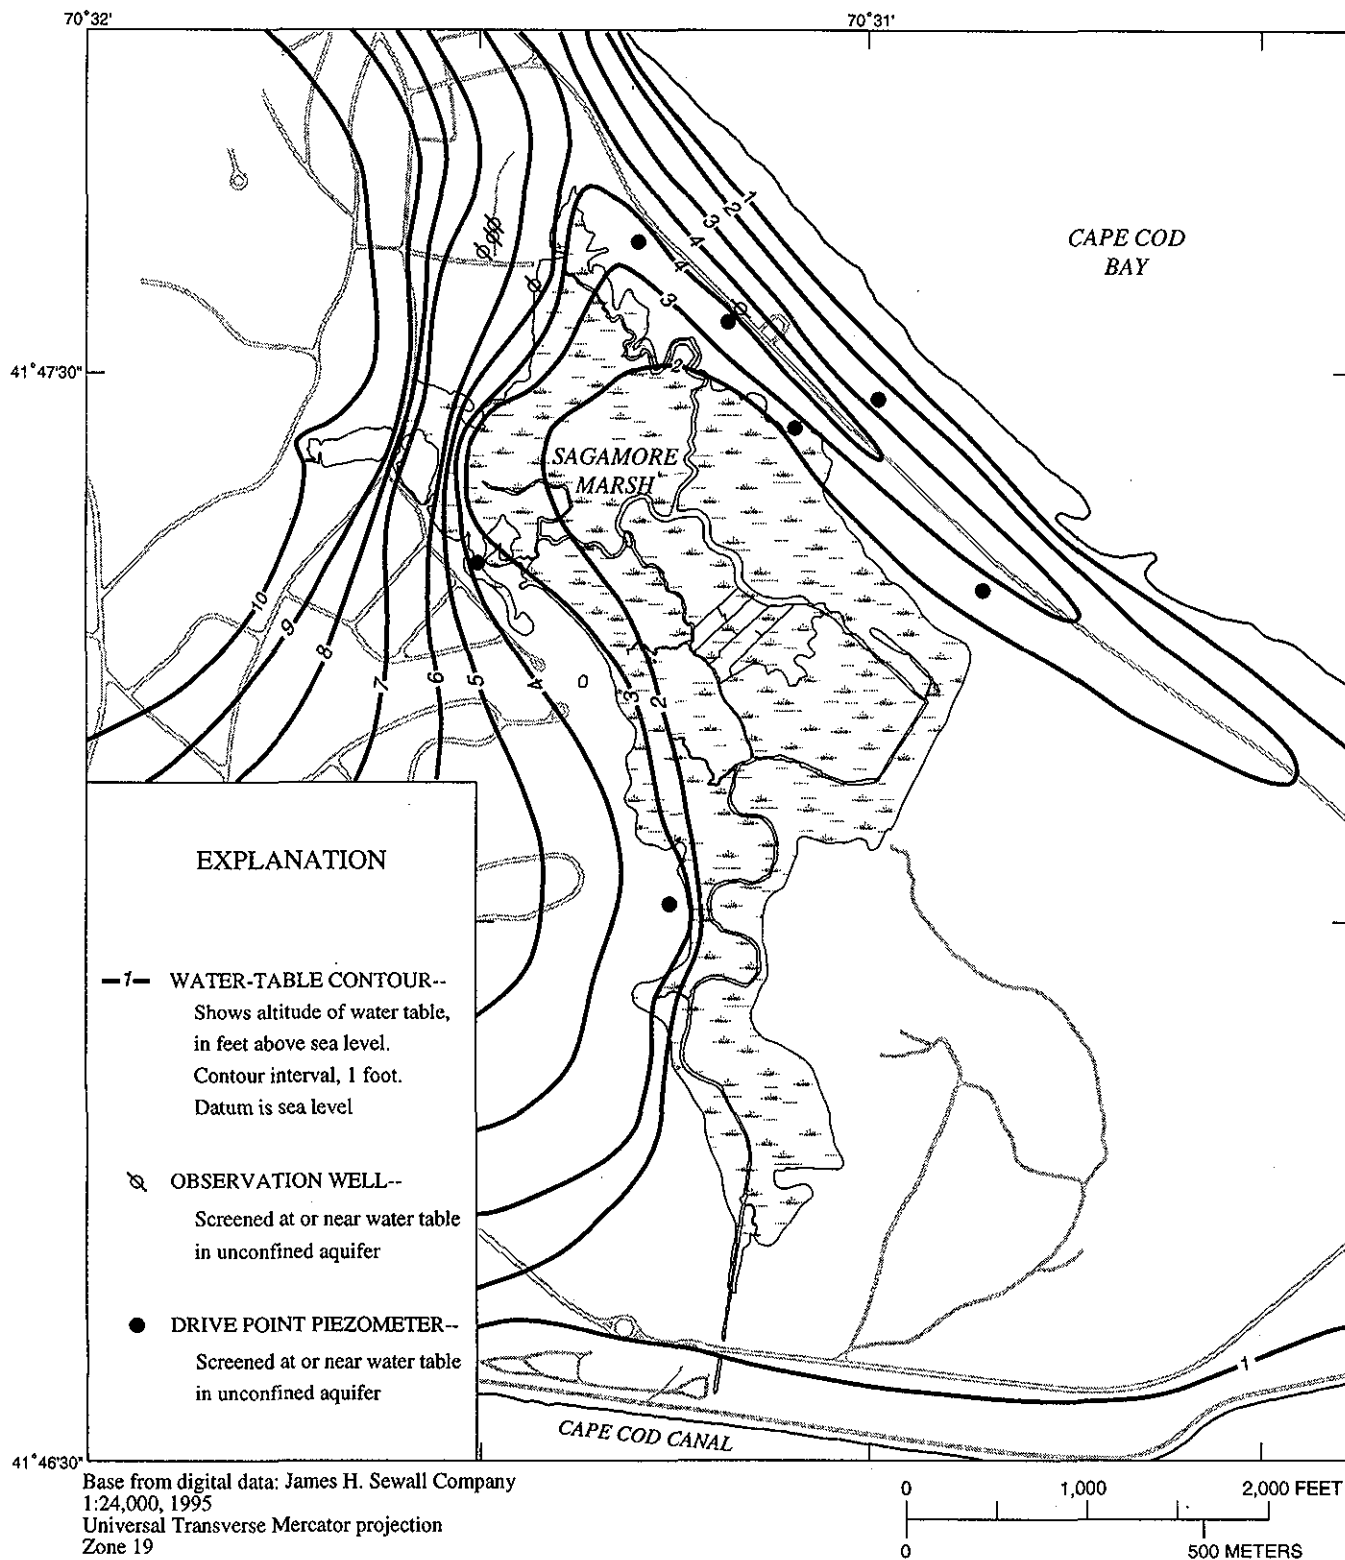 70°32'
70°31'
1
2
3
4
4
3
CAPE COD
BAY
41°47'30"
2
SAGAMORE
MARSH
10
9
8
7
6
5
4
3
2
EXPLANATION
1 WATER-TABLE CONTOUR--
Shows altitude of water table,
in feet above sea level.
Contour interval, 1 foot.
Datum is sea level
OBSERVATION WELL--
Screened at or near water table
in unconfined aquifer
DRIVE POINT PIEZOMETER--
Screened at or near water table
in unconfined aquifer
1
CAPE COD CANAL
41°46'30"
Base from digital data: James H. Sewall Company
1:24,000, 1995
Universal Transverse Mercator projection
Zone 19
0 1,000 2,000 FEET
0 500 METERS